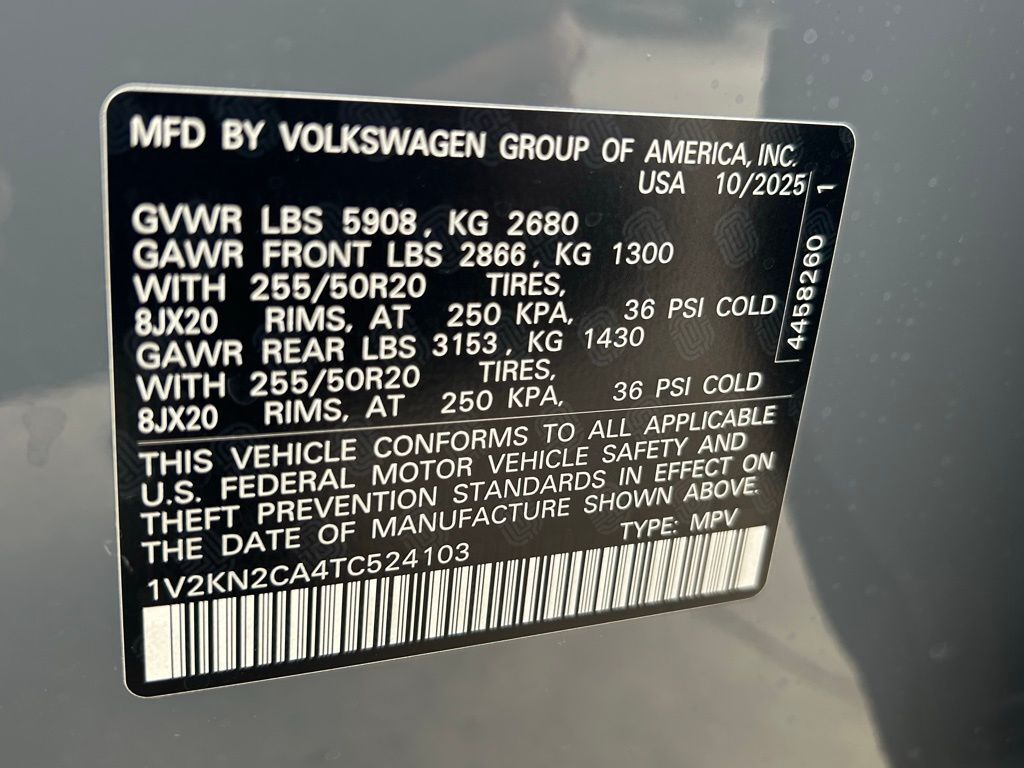 MFD BY VOLKSWAGEN GROUP OF AMERICA, INC.
USA 10/2025
GVWR LBS 5908, KG 2680
GAWR FRONT LBS 2866, KG 1300
WITH 255/50R20 TIRES,
8JX20 RIMS, AT 250 KPA, 36 PSI COLD
GAWR REAR LBS 3153, KG 1430
WITH 255/50R20 TIRES,
8JX20 RIMS, AT 250 KPA, 36 PSI COLD
4458260 1
THIS VEHICLE CONFORMS TO ALL APPLICABLE
U.S. FEDERAL MOTOR VEHICLE SAFETY AND
THEFT PREVENTION STANDARDS IN EFFECT ON
THE DATE OF MANUFACTURE SHOWN ABOVE.
TYPE: MPV
1V2KN2CA4TC524103